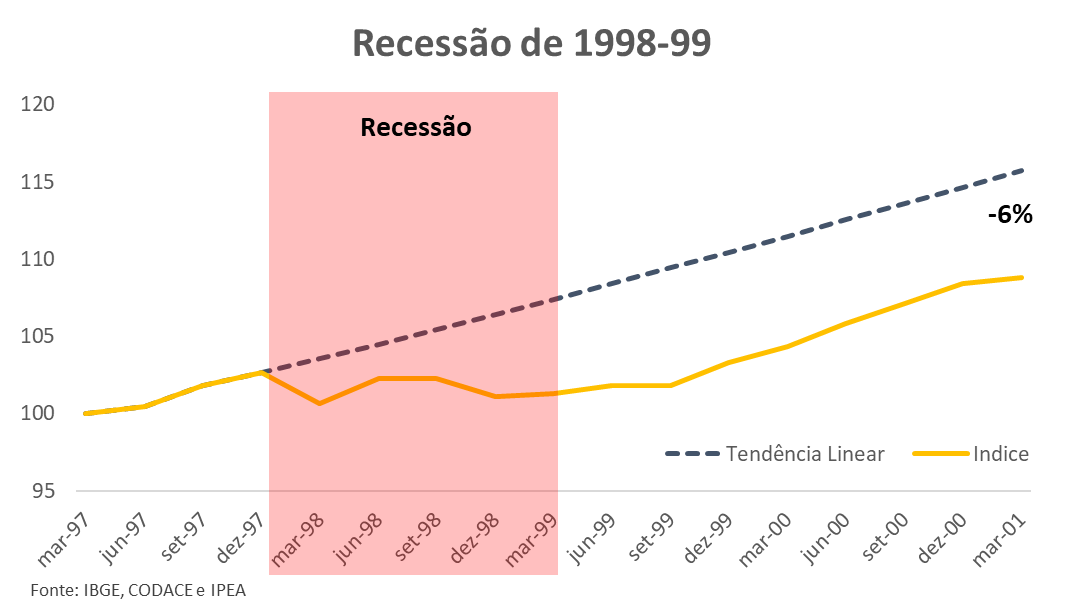 Recessão de 1998-99
120
Recessão
115
-6%
110
105
100
Tendência Linear
Indice
95
mar-97
jun-97
set-97
dez-97
mar-98
jun-98
set-98
dez-98
mar-99
jun-99
set-99
dez-99
mar-00
jun-00
set-00
dez-00
mar-01
Fonte: IBGE, CODACE e IPEA